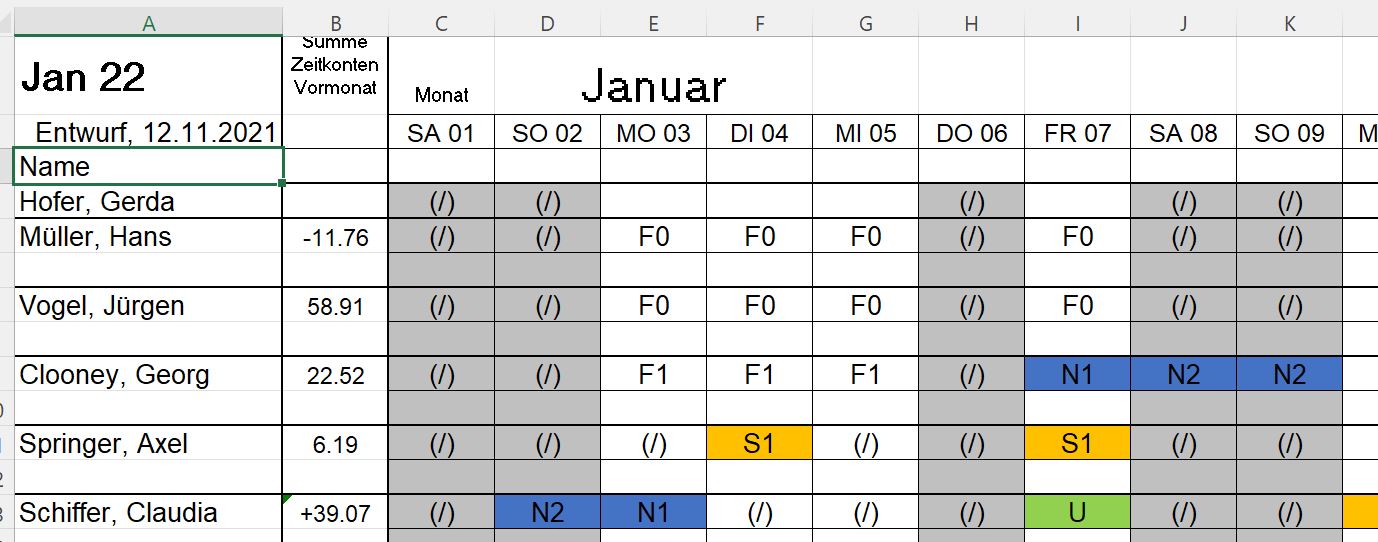 A B C D E F G H I J K
Summe
Zeitkonten
Vormonat
Jan 22 Monat Januar
Entwurf, 12.11.2021 SA 01 SO 02 MO 03 DI 04 MI 05 DO 06 FR 07 SA 08 SO 09 M
Name
Hofer, Gerda (/) (/) (/) (/) (/)
Müller, Hans -11.76 (/) (/) F0 F0 F0 (/) F0 (/) (/)
Vogel, Jürgen 58.91 (/) (/) F0 F0 F0 (/) F0 (/) (/)
Clooney, Georg 22.52 (/) (/) F1 F1 F1 (/) N1 N2 N2
Springer, Axel 6.19 (/) (/) (/) S1 (/) (/) S1 (/) (/)
Schiffer, Claudia +39.07 (/) N2 N1 (/) (/) (/) U (/) (/)